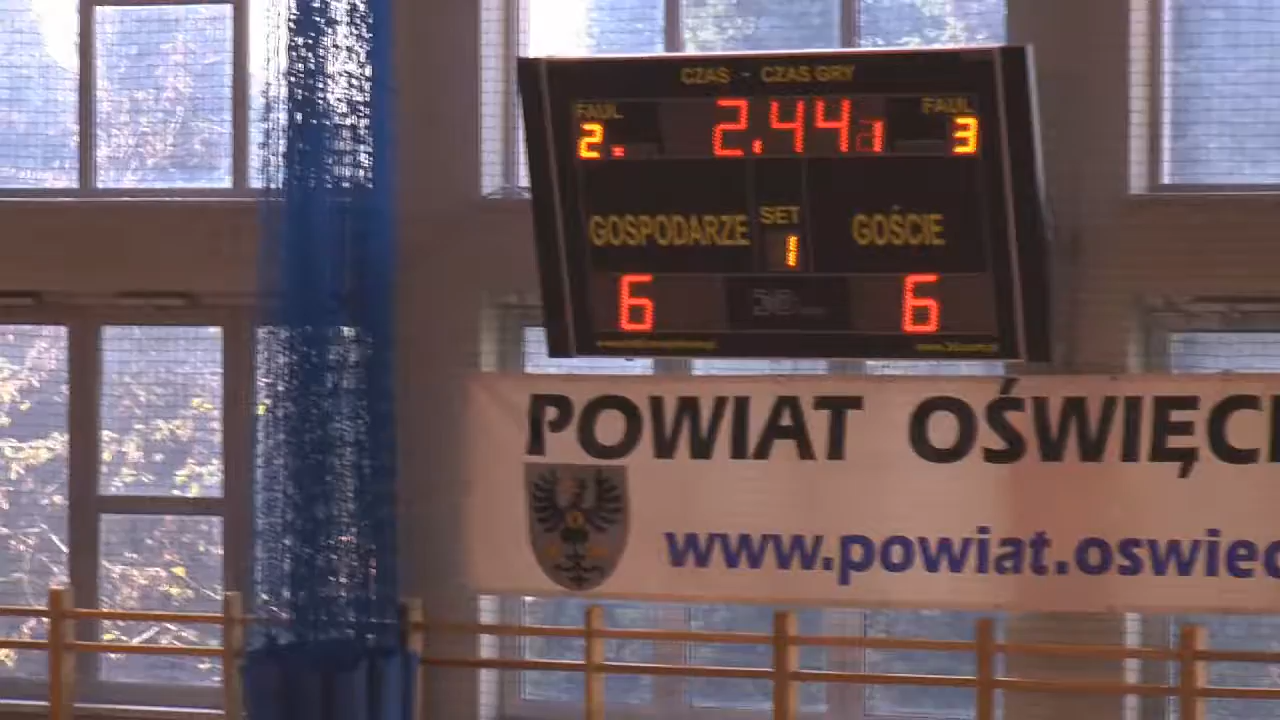 CZAS - CZAS GRY
FAUL FAUL
2. 2.44 3
GOSPODARZE SET GOŚCIE
1
6 6
POWIAT OŚWIĘCI
www.powiat.oswiec